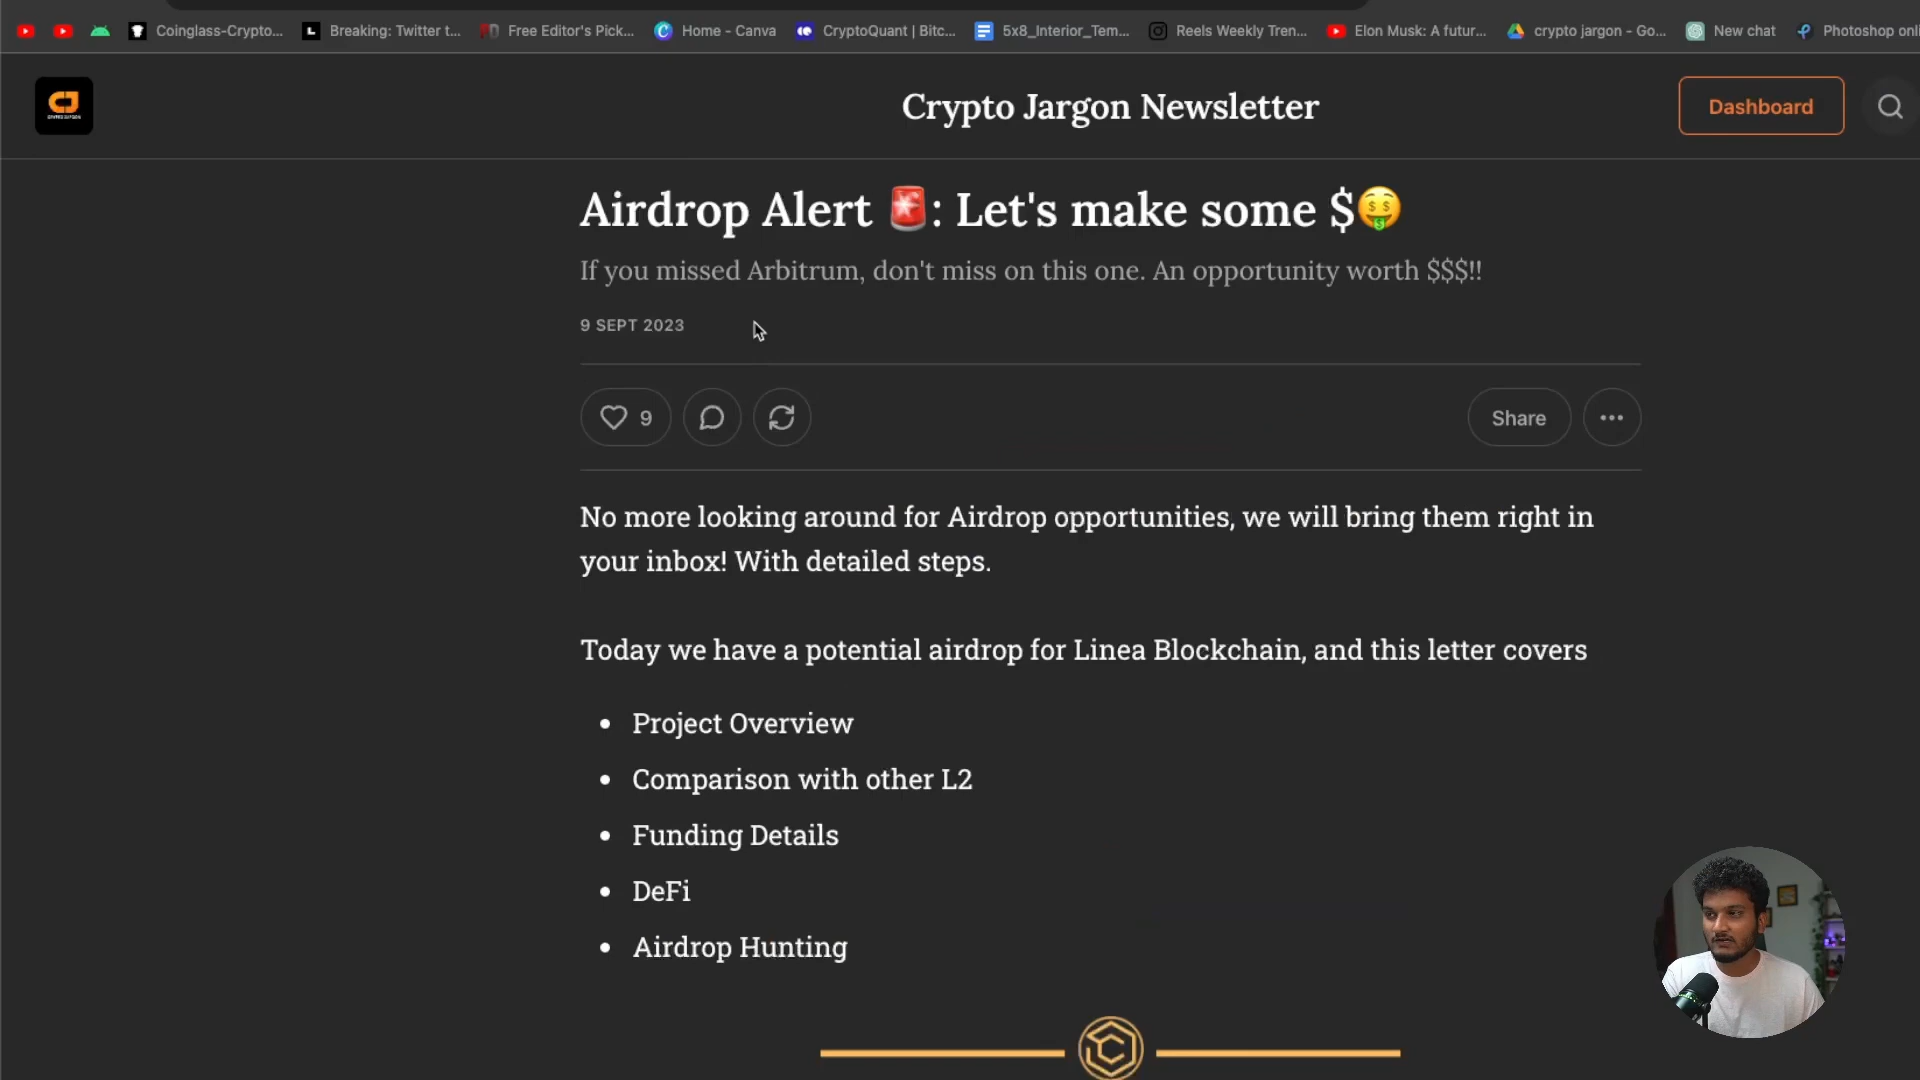 Coinglass-Crypto...
Breaking: Twitter t...
Free Editor's Pick...
Home - Canva
CryptoQuant | Bitc...
5x8_Interior_Tem...
Reels Weekly Tren...
Elon Musk: A futur...
crypto jargon - Go...
New chat
Photoshop onli
Crypto Jargon Newsletter
Dashboard
Airdrop Alert 🚨: Let's make some $🤑
If you missed Arbitrum, don't miss on this one. An opportunity worth $$$!!
9 SEPT 2023
9
Share
No more looking around for Airdrop opportunities, we will bring them right in
your inbox! With detailed steps.
Today we have a potential airdrop for Linea Blockchain, and this letter covers
• Project Overview
• Comparison with other L2
• Funding Details
• DeFi
• Airdrop Hunting